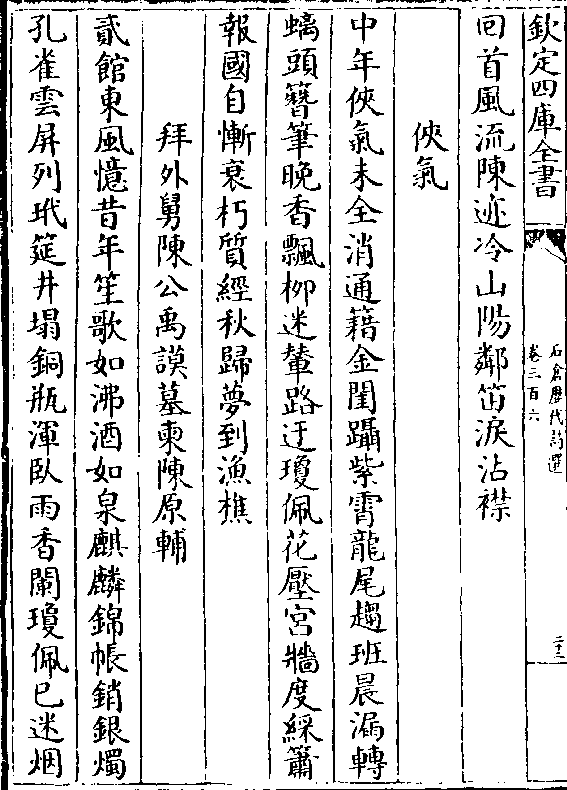 欽定四庫全書
石倉歷代詩選
卷三百六
二十二
回首風流陳迹冷山陽鄰笛淚沾襟
俠氣
中年俠氣未全消通籍金閨躡紫霄龍尾趨班晨漏轉
螭頭簪筆晚香飄栁迷輦路迂瓊佩花壓宮牆度綵簫
報國自慚衰朽質經秋歸夢到漁樵
拜外舅陳公禹謨墓柬陳原輔
貳館東風憶昔年笙歌如沸酒如泉麒麟錦帳銷銀燭
孔雀雲屏列玳筵井塌銅瓶渾臥雨香闌瓊佩已迷烟